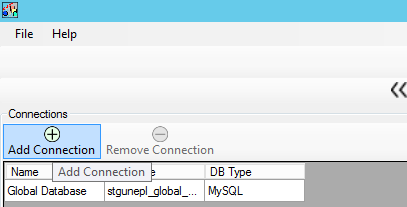 File Help
Connections
Add Connection Remove Connection
Name DB Type
Add Connection
Global Database stgunepl_global_... MySQL